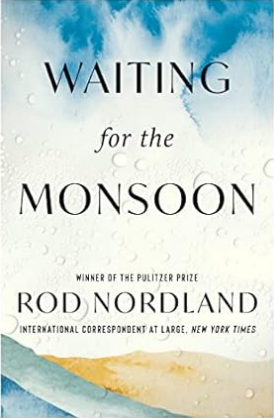 WAITING
for the
MONSOON
WINNER OF THE PULITZER PRIZE
ROD NORDLAND
INTERNATIONAL CORRESPONDENT AT LARGE, NEW YORK TIMES